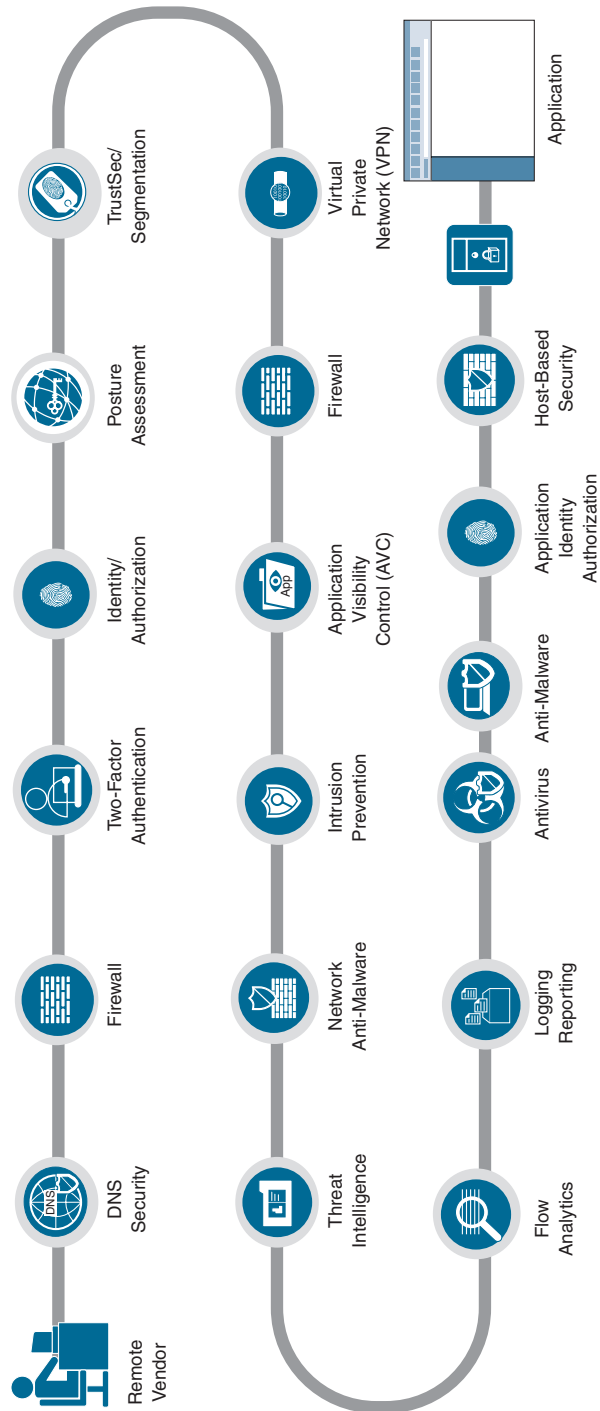 Remote
Vendor
DNS
DNS
Security
Firewall
Two-Factor
Authentication
Identity/
Authorization
Posture
Assessment
TrustSec/
Segmentation
Virtual
Private
Network (VPN)
Firewall
App
Application
Visibility
Control (AVC)
Intrusion
Prevention
Network
Anti-Malware
Threat
Intelligence
Flow
Analytics
Logging
Reporting
Antivirus
Anti-Malware
Application
Identity
Authorization
Host-Based
Security
Application